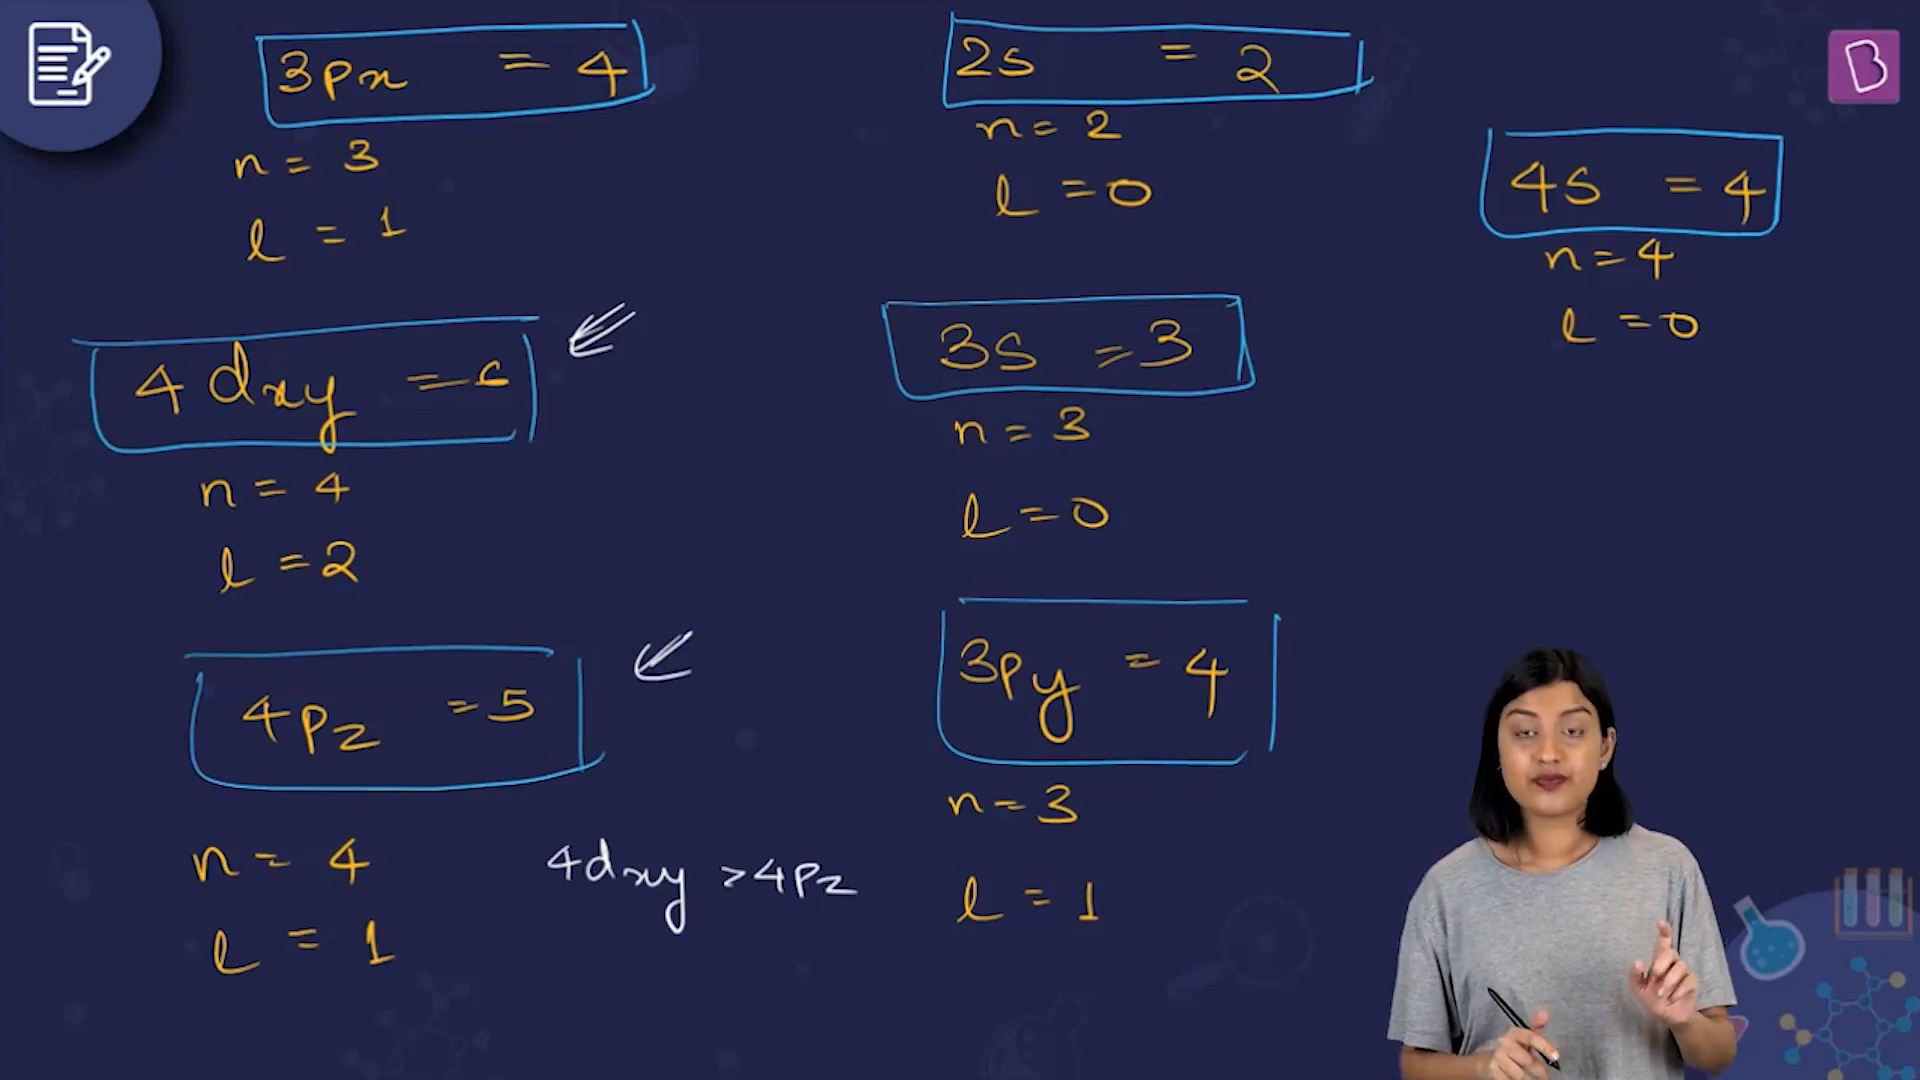 3px = 4
n = 3
l = 1
4dxy = 6
n = 4
l = 2
4pz = 5
n = 4
l = 1
4dxy > 4pz
2s = 2
n = 2
l = 0
3s = 3
n = 3
l = 0
3py = 4
n = 3
l = 1
4s = 4
n = 4
l = 0
B